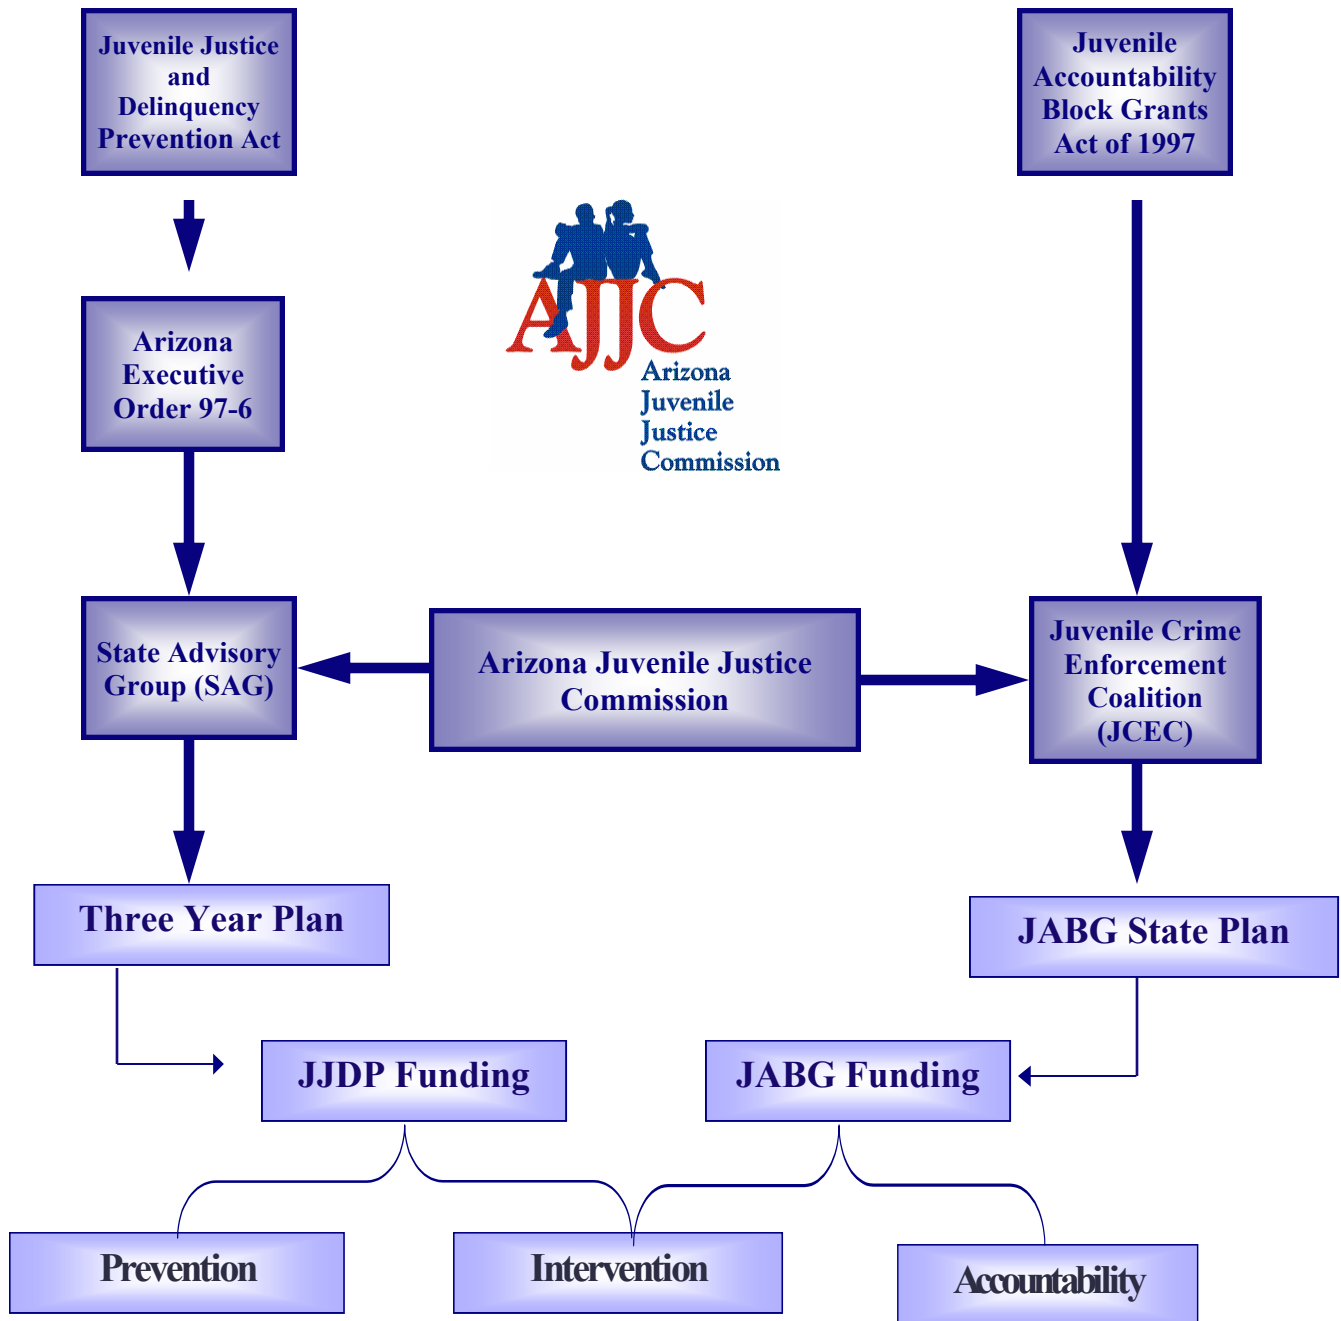 Juvenile Justice
and
Delinquency
Prevention Act
Juvenile
Accountability
Block Grants
Act of 1997
AJJC
Arizona
Juvenile
Justice
Commission
Arizona
Executive
Order 97-6
State Advisory
Group (SAG)
Arizona Juvenile Justice
Commission
Juvenile Crime
Enforcement
Coalition
(JCEC)
Three Year Plan
JABG State Plan
JJDP Funding
JABG Funding
Prevention
Intervention
Accountability